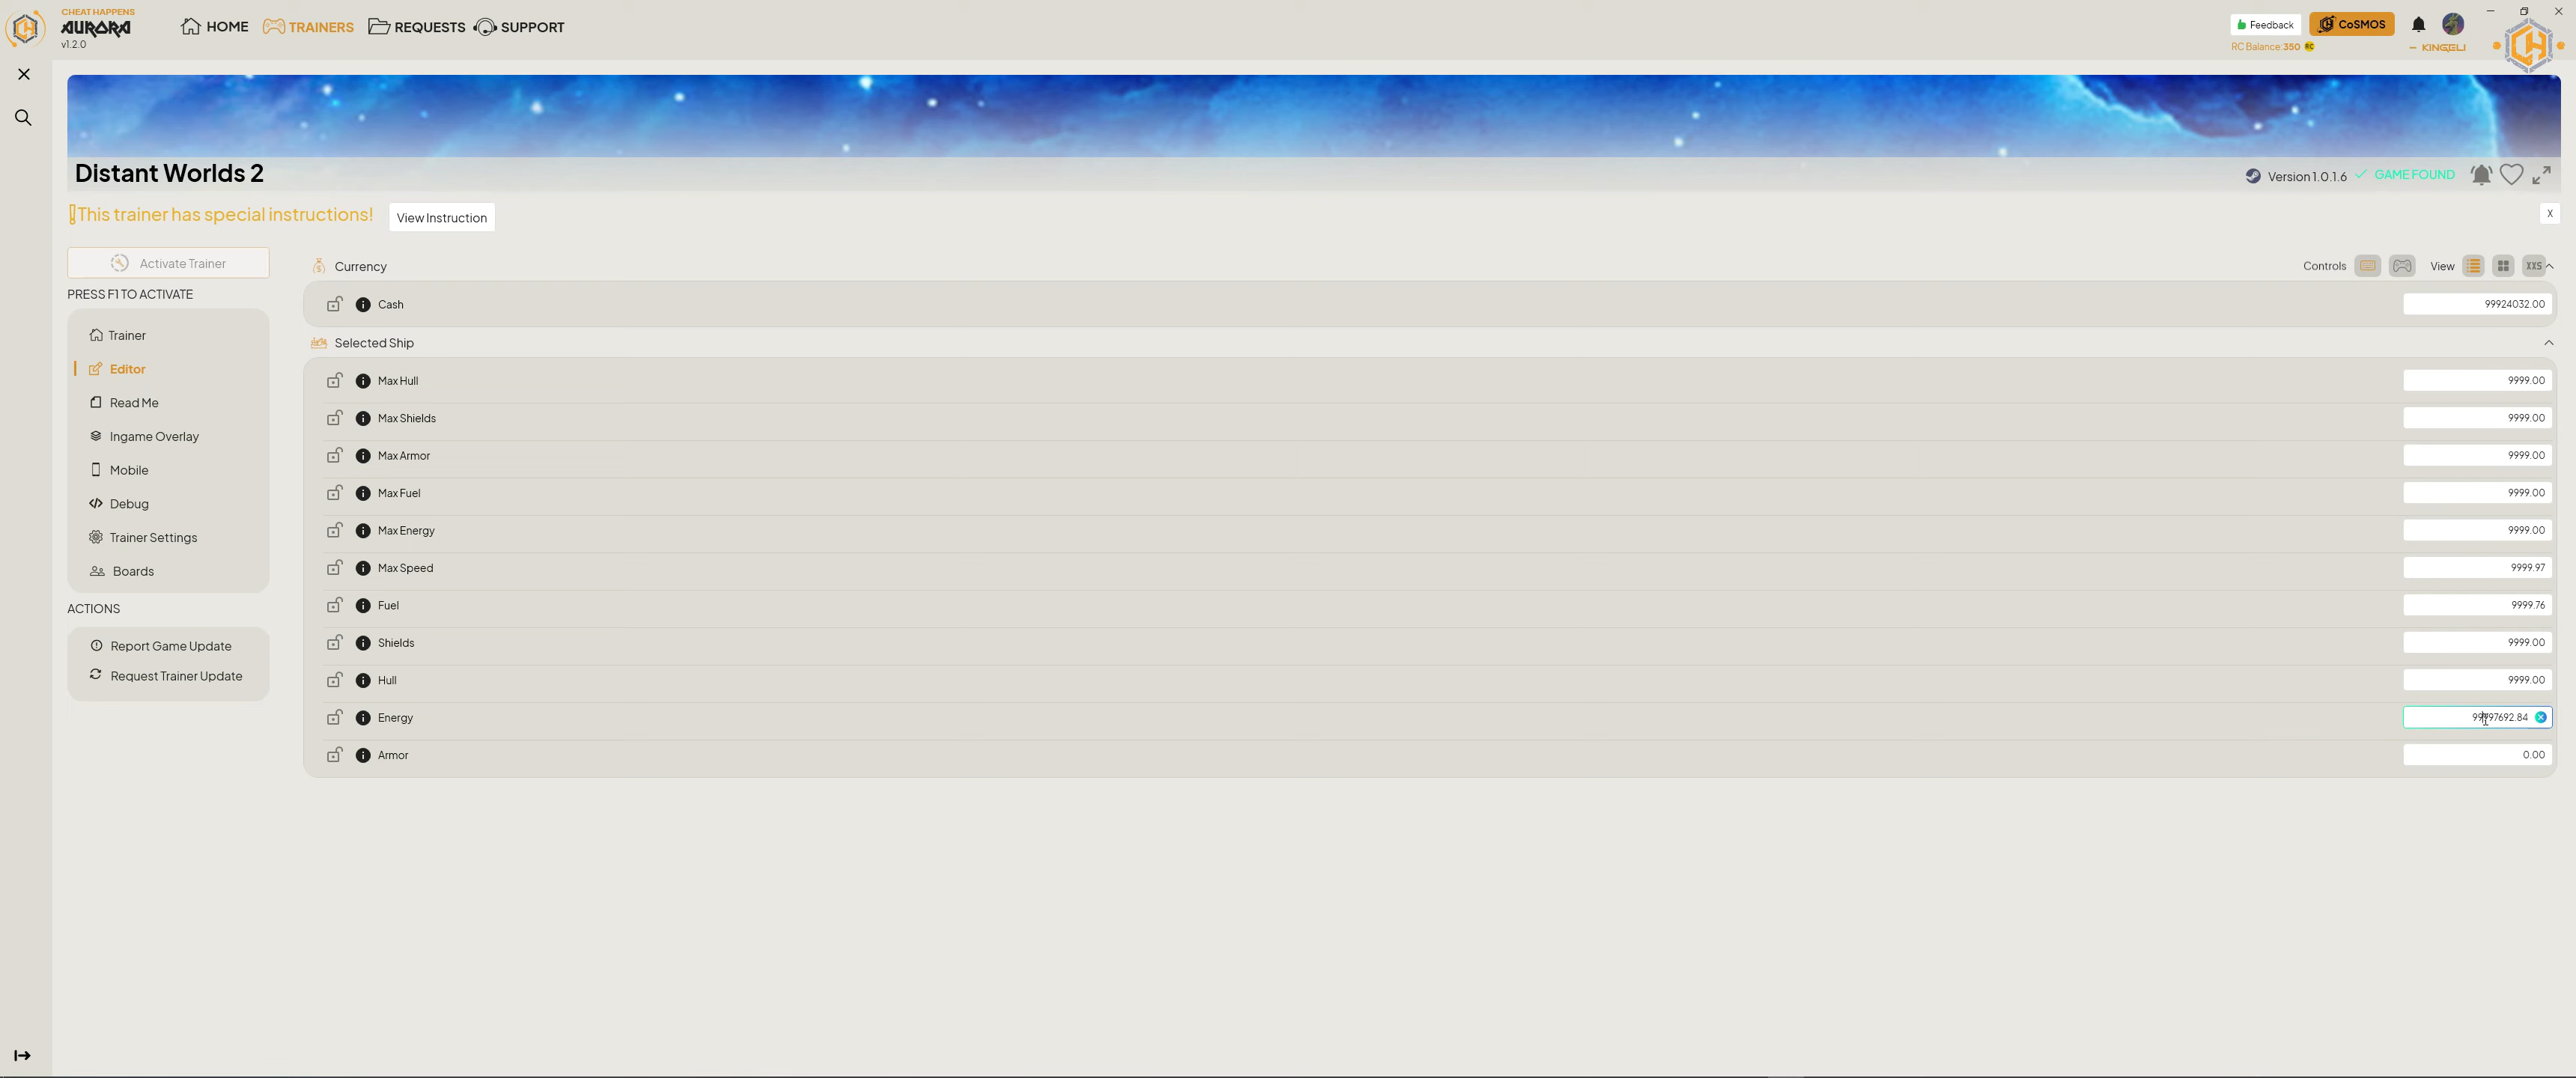 CHEAT HAPPENS
AURORA
v1.2.0
HOME
TRAINERS
REQUESTS
SUPPORT
Feedback
CoSMOS
RC Balance: 350 RC
KINGELI
Distant Worlds 2
Version 1.0.1.6
GAME FOUND
This trainer has special instructions!
View Instruction
X
Activate Trainer
PRESS F1 TO ACTIVATE
Trainer
Editor
Read Me
Ingame Overlay
Mobile
Debug
Trainer Settings
Boards
ACTIONS
Report Game Update
Request Trainer Update
Currency
Controls
View
XXS
Cash
99924032.00
Selected Ship
Max Hull
9999.00
Max Shields
9999.00
Max Armor
9999.00
Max Fuel
9999.00
Max Energy
9999.00
Max Speed
9999.97
Fuel
9999.76
Shields
9999.00
Hull
9999.00
Energy
Armor
0.00